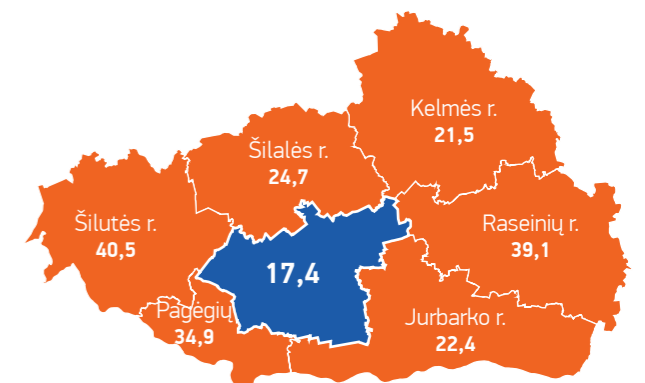 Kelmės r.
21,5
Šilalės r.
24,7
Šilutės r.
40,5
Raseinių r.
39,1
17,4
Pagėgių
34,9
Jurbarko r.
22,4